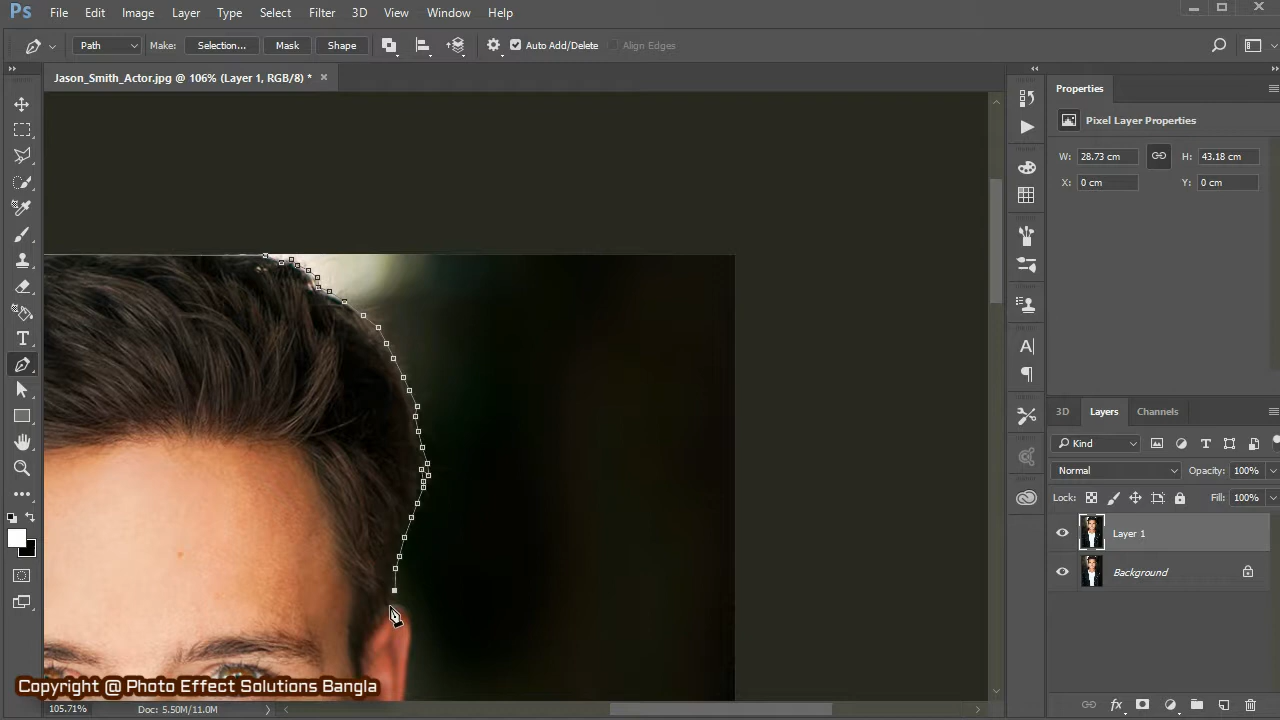 Ps File Edit Image Layer Type Select Filter 3D View Window Help
Path Make: Selection... Mask Shape Auto Add/Delete Align Edges
Jason_Smith_Actor.jpg @ 106% (Layer 1, RGB/8) *
Properties
Pixel Layer Properties
W: 28.73 cm H: 43.18 cm
X: 0 cm Y: 0 cm
3D Layers Channels
Kind
Normal Opacity: 100%
Lock: Fill: 100%
Layer 1
Background
Copyright @ Photo Effect Solutions Bangla
105.71% Doc: 5.50M/11.0M